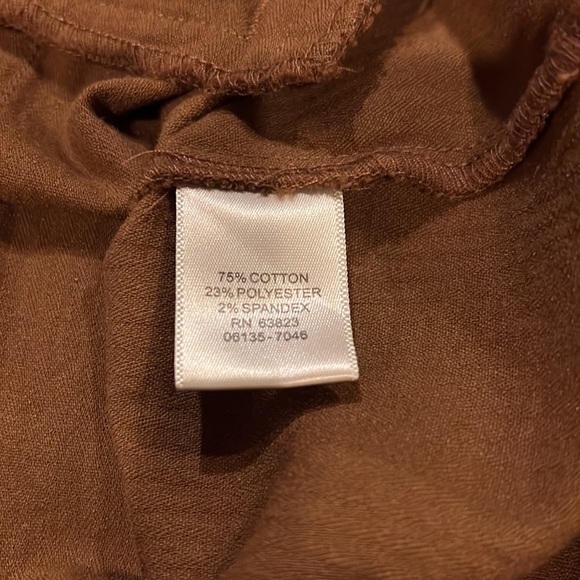 75% COTTON
23% POLYESTER
2% SPANDEX
RN 63823
06135-7046